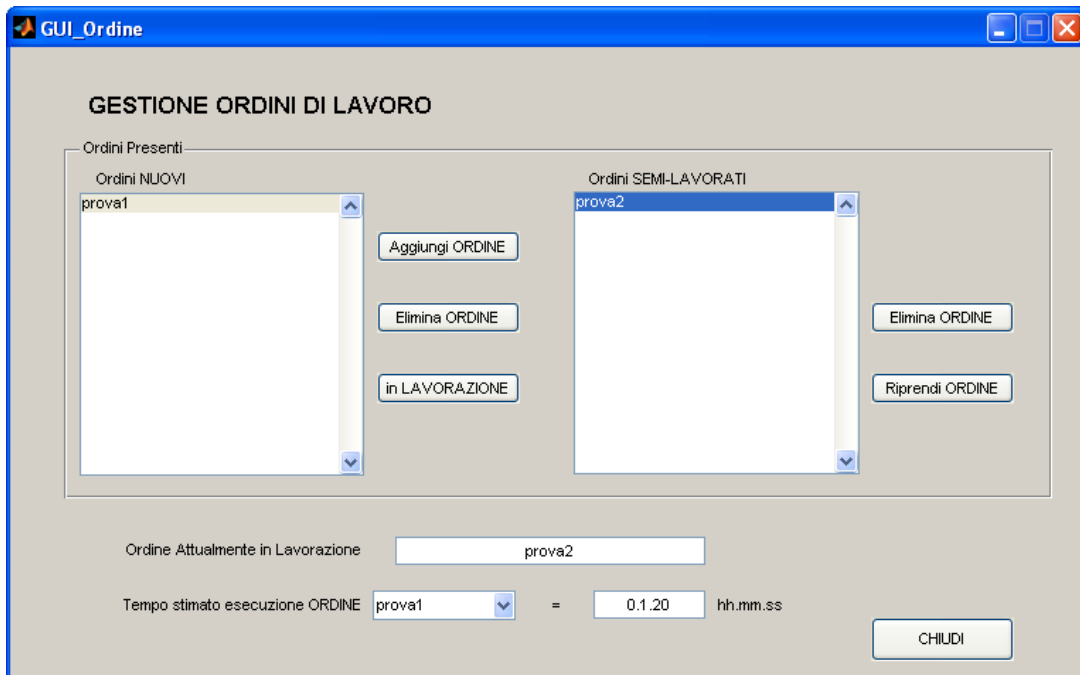 GUI_Ordine
GESTIONE ORDINI DI LAVORO
Ordini Presenti
Ordini NUOVI
prova1
Aggiungi ORDINE
Elimina ORDINE
in LAVORAZIONE
Ordini SEMI-LAVORATI
prova2
Elimina ORDINE
Riprendi ORDINE
Ordine Attualmente in Lavorazione prova2
Tempo stimato esecuzione ORDINE prova1 = 0.1.20 hh.mm.ss
CHIUDI